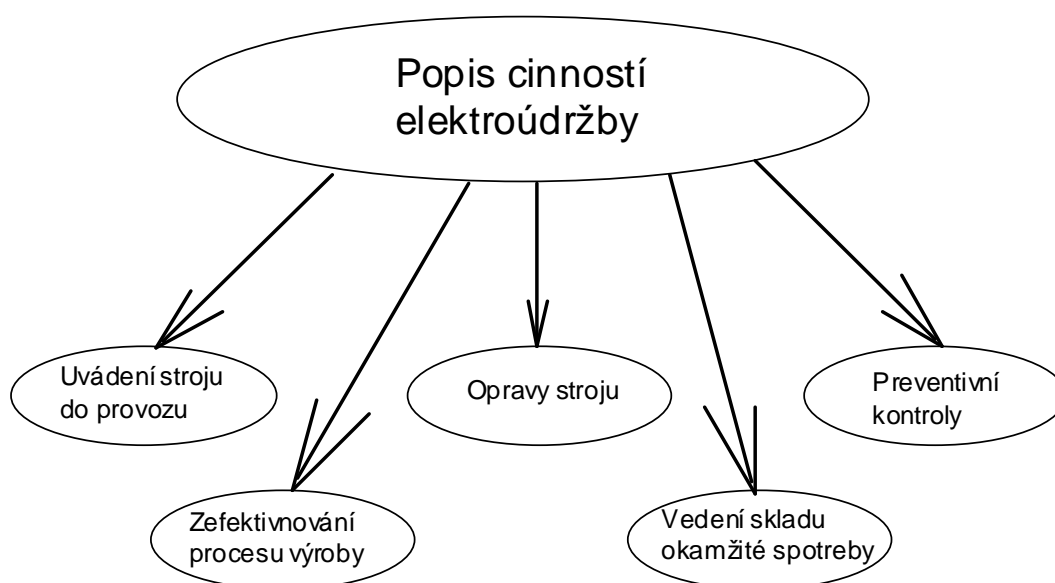 Popis cinností
elektroúdržby
Uvádení stroju
do provozu
Opravy stroju
Preventivní
kontroly
Zefektivnování
procesu výroby
Vedení skladu
okamžité spotreby